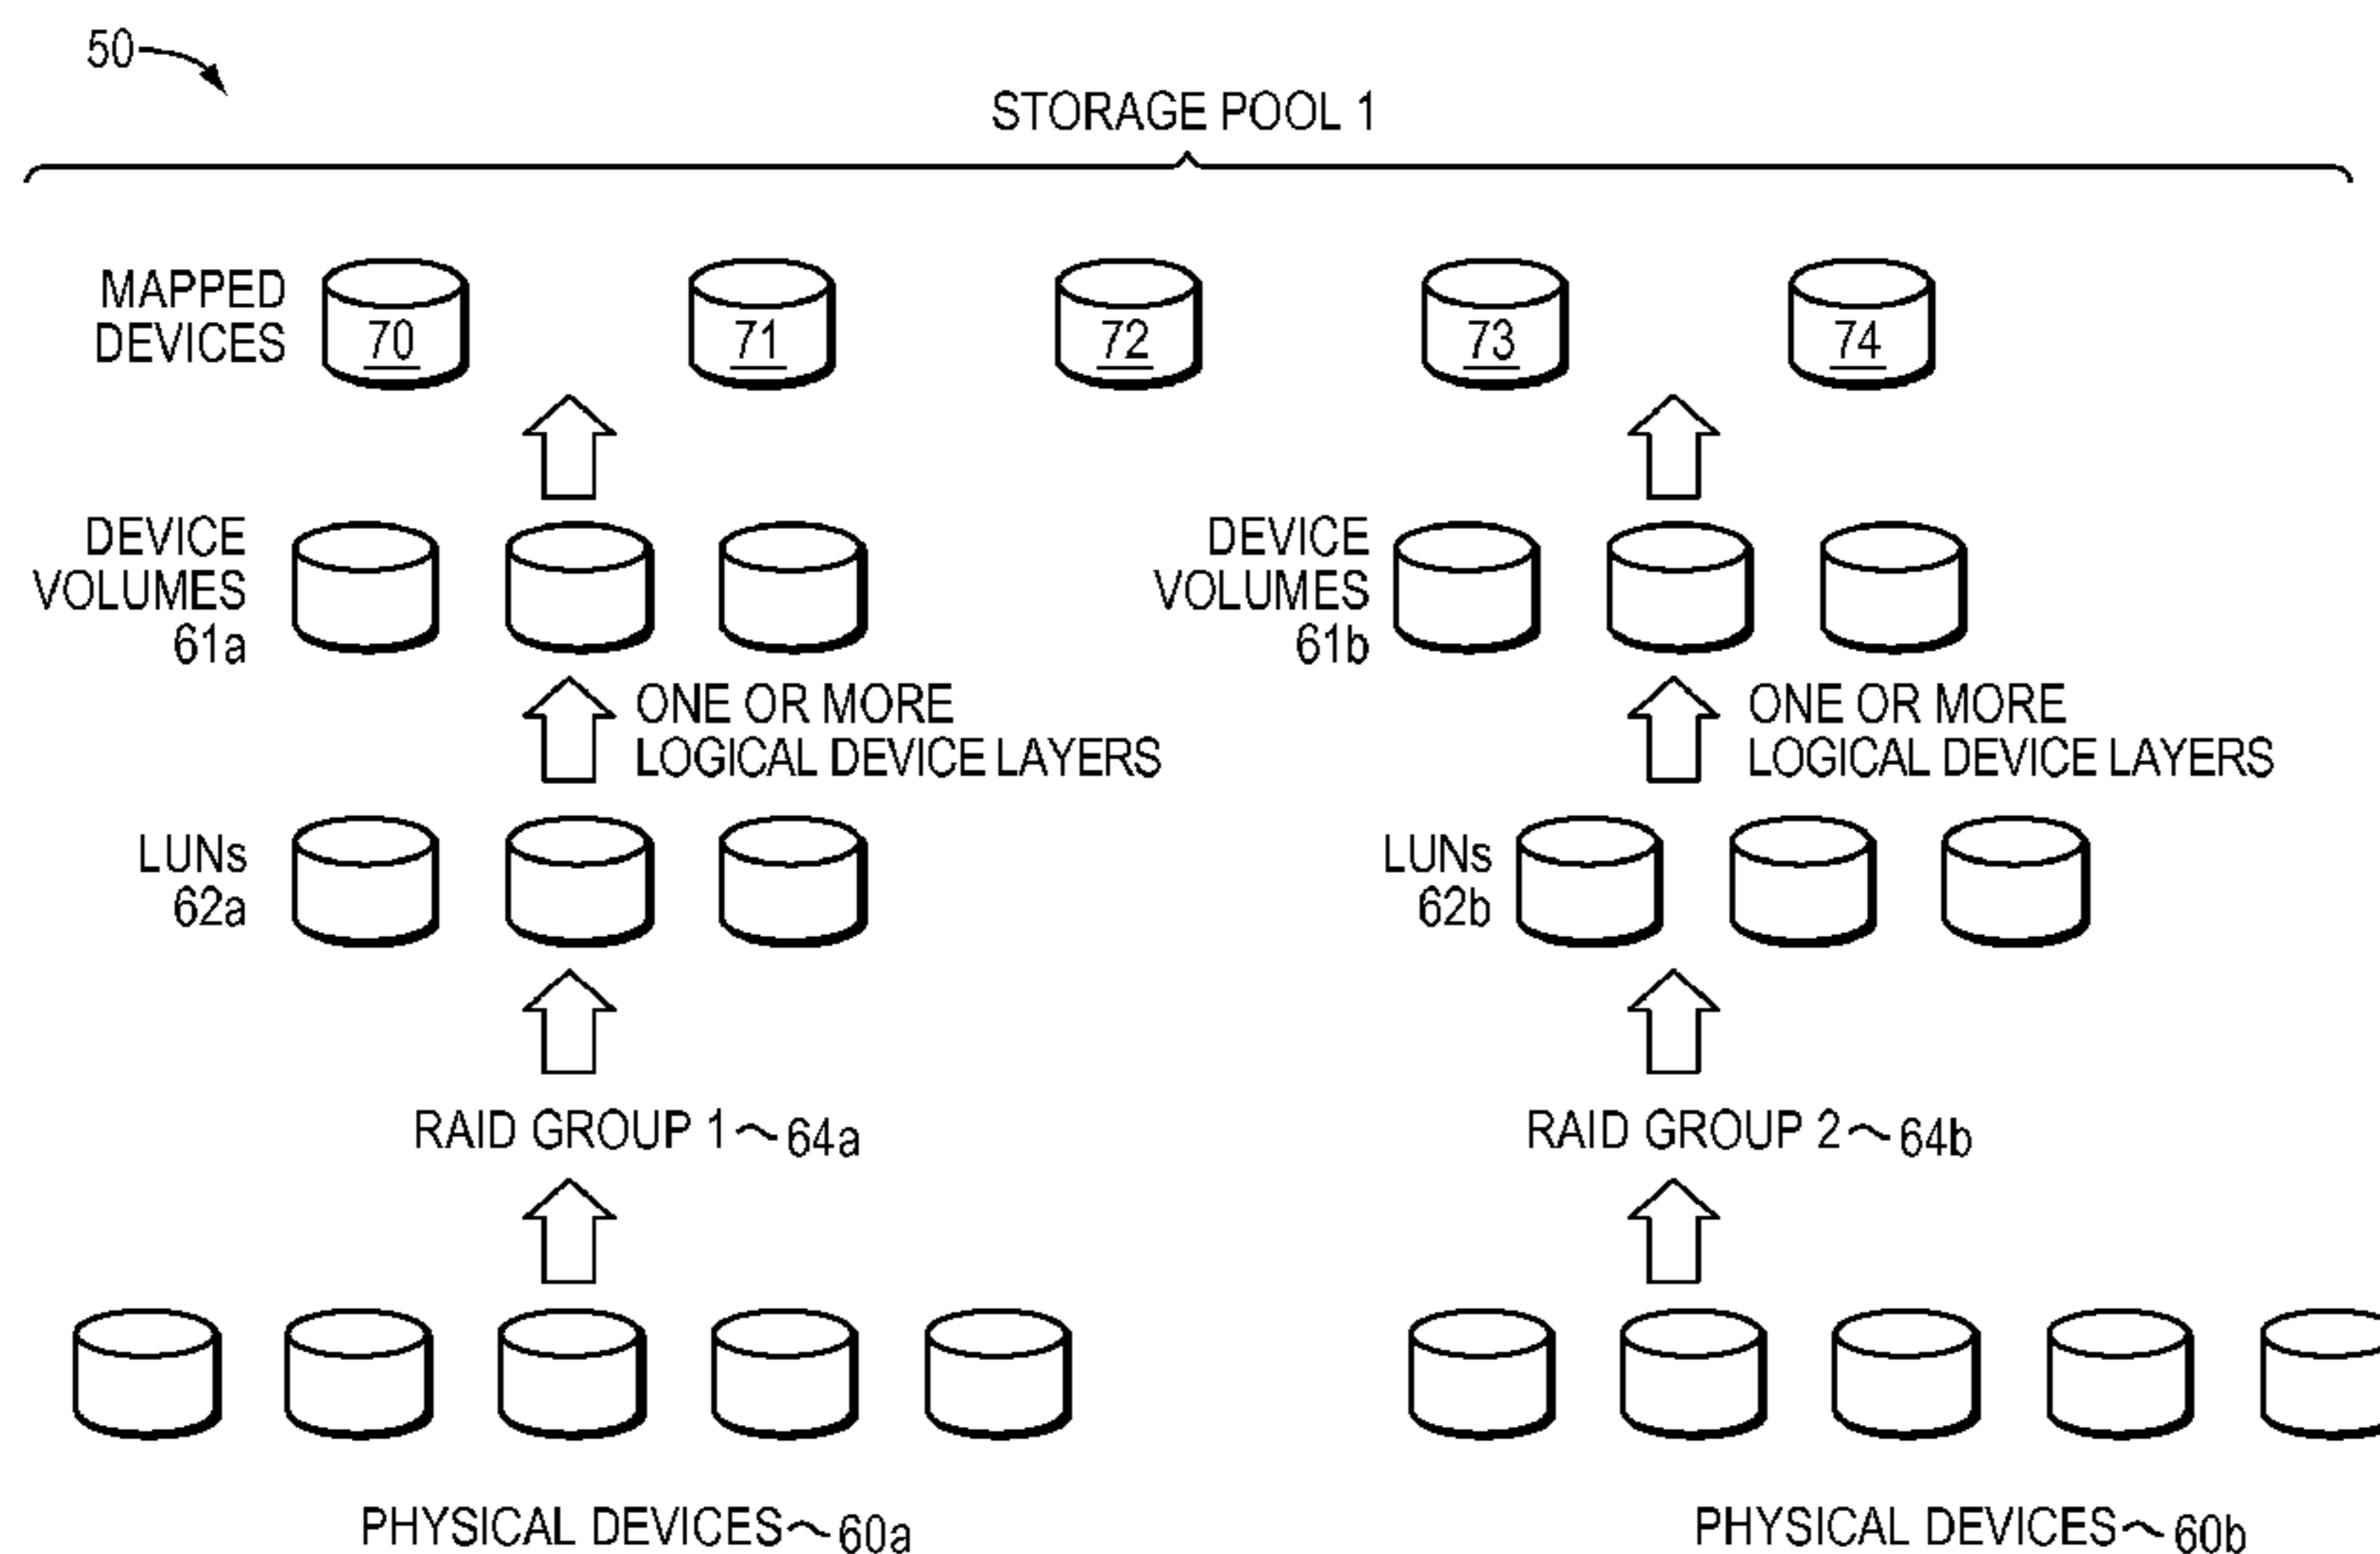 50
STORAGE POOL 1
MAPPED
DEVICES
70
71
72
73
74
DEVICE
VOLUMES
61a
DEVICE
VOLUMES
61b
ONE OR MORE
LOGICAL DEVICE LAYERS
ONE OR MORE
LOGICAL DEVICE LAYERS
LUNs
62a
LUNs
62b
RAID GROUP 1~64a
RAID GROUP 2~64b
PHYSICAL DEVICES~60a
PHYSICAL DEVICES~60b